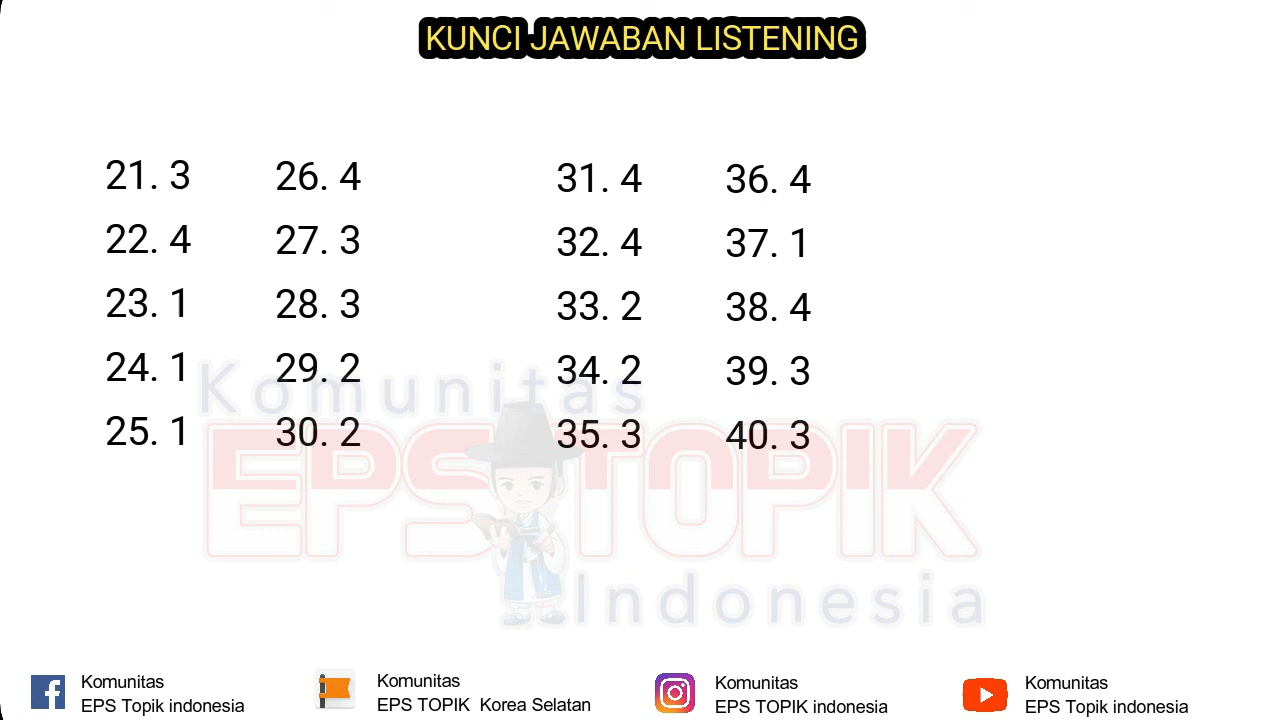 KUNCI JAWABAN LISTENING
21. 3
22. 4
23. 1
24. 1
25. 1
26. 4
27. 3
28. 3
29. 2
30. 2
31. 4
32. 4
33. 2
34. 2
35. 3
36. 4
37. 1
38. 4
39. 3
40. 3
Komunitas
EPS TOPIK
Indonesia
Komunitas
EPS Topik indonesia
Komunitas
EPS TOPIK Korea Selatan
Komunitas
EPS TOPIK indonesia
Komunitas
EPS Topik indonesia